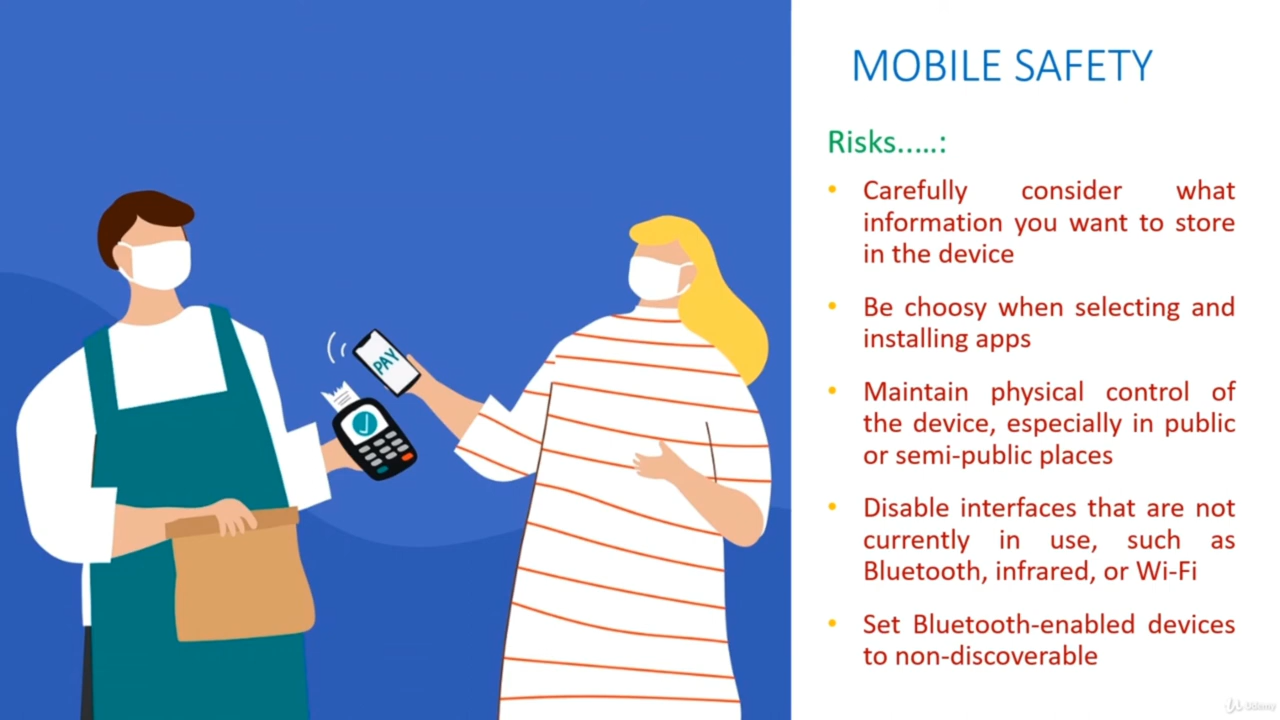 MOBILE SAFETY
Risks.....:
• Carefully consider what
information you want to store
in the device
• Be choosy when selecting and
installing apps
• Maintain physical control of
the device, especially in public
or semi-public places
• Disable interfaces that are not
currently in use, such as
Bluetooth, infrared, or Wi-Fi
• Set Bluetooth-enabled devices
to non-discoverable
PAY
Udemy